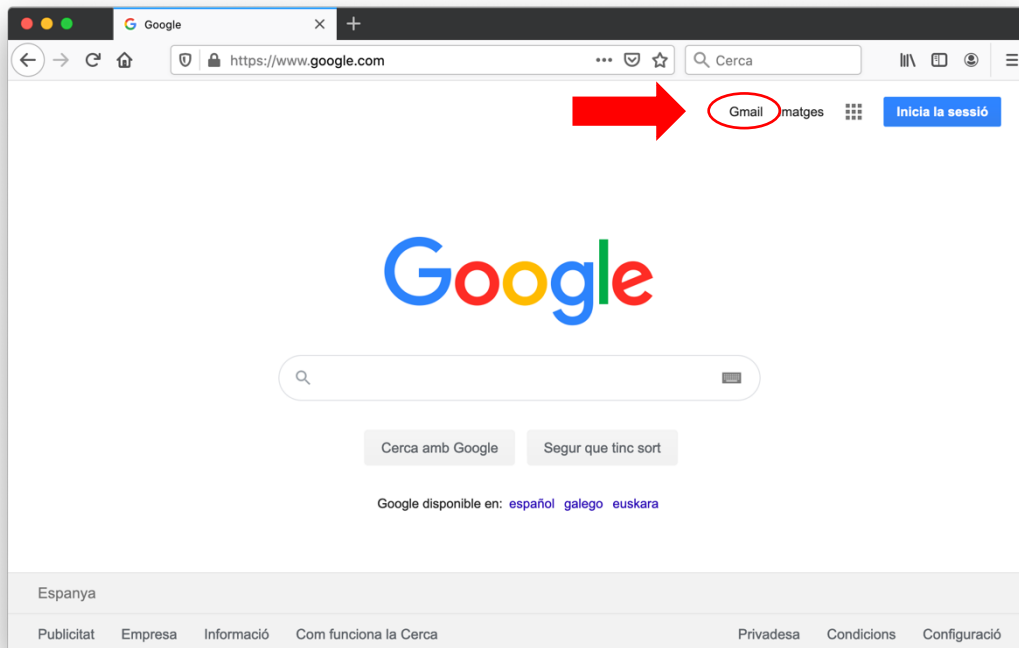 Google
https://www.google.com
Cerca
Gmail matges
Inicia la sessió
Google
Cerca amb Google Segur que tinc sort
Google disponible en: español galego euskara
Espanya
Publicitat Empresa Informació Com funciona la Cerca Privadesa Condicions Configuració